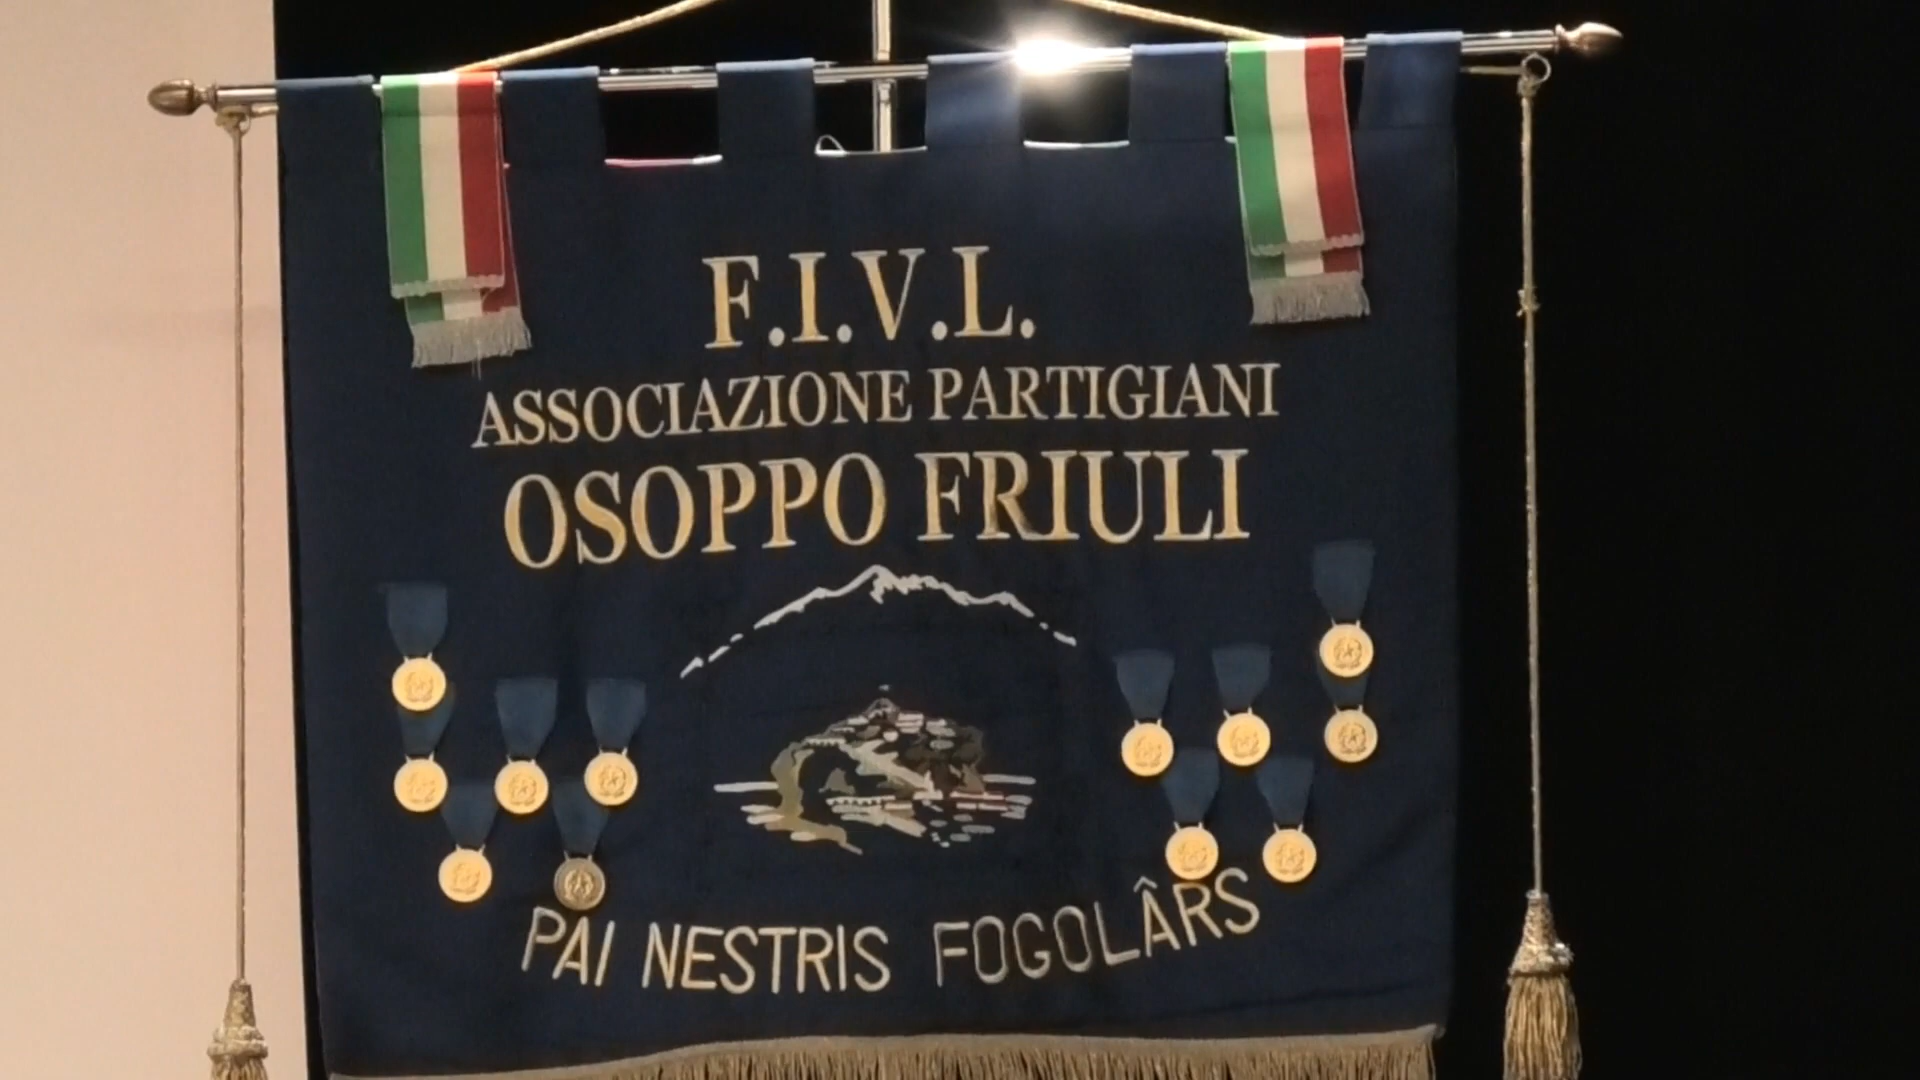 F.I.V.L.
ASSOCIAZIONE PARTIGIANI
OSOPPO FRIULI
PAI NESTRIS FOGOLÂRS